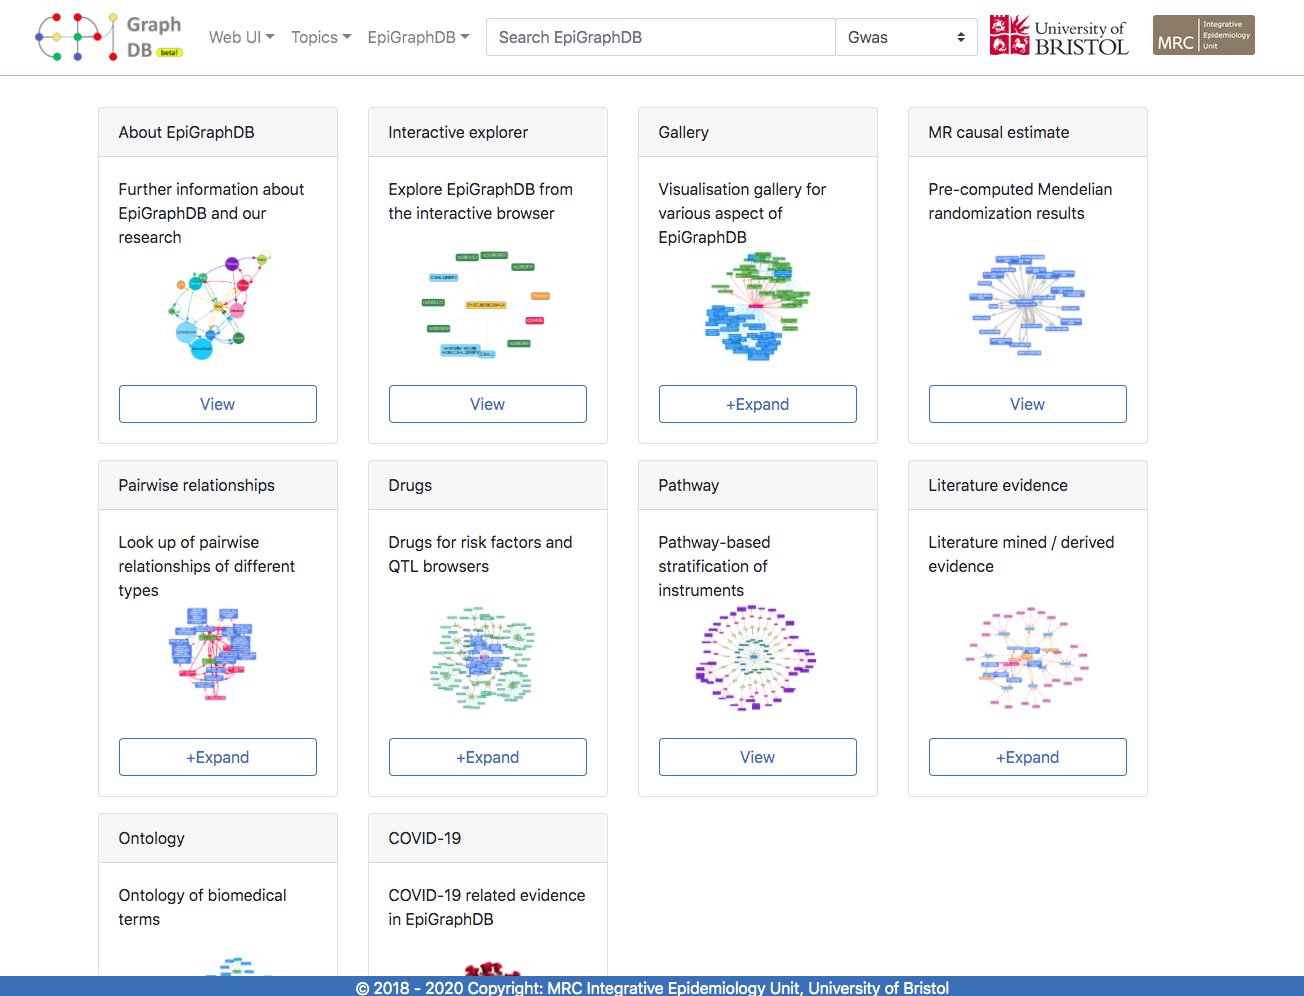 Graph
DB beta!
Web UI
Topics
EpiGraphDB
Search EpiGraphDB
Gwas
University of
BRISTOL
MRC
Integrative
Epidemiology
Unit
About EpiGraphDB
Interactive explorer
Gallery
MR causal estimate
Further information about
EpiGraphDB and our
research
Explore EpiGraphDB from
the interactive browser
Visualisation gallery for
various aspect of
EpiGraphDB
Pre-computed Mendelian
randomization results
View
View
+Expand
View
Pairwise relationships
Drugs
Pathway
Literature evidence
Look up of pairwise
relationships of different
types
Drugs for risk factors and
QTL browsers
Pathway-based
stratification of
instruments
Literature mined / derived
evidence
+Expand
+Expand
View
+Expand
Ontology
COVID-19
Ontology of biomedical
terms
COVID-19 related evidence
in EpiGraphDB
© 2018 - 2020 Copyright: MRC Integrative Epidemiology Unit, University of Bristol